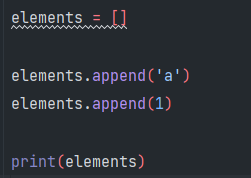 elements = []
elements.append('a')
elements.append(1)
print(elements)